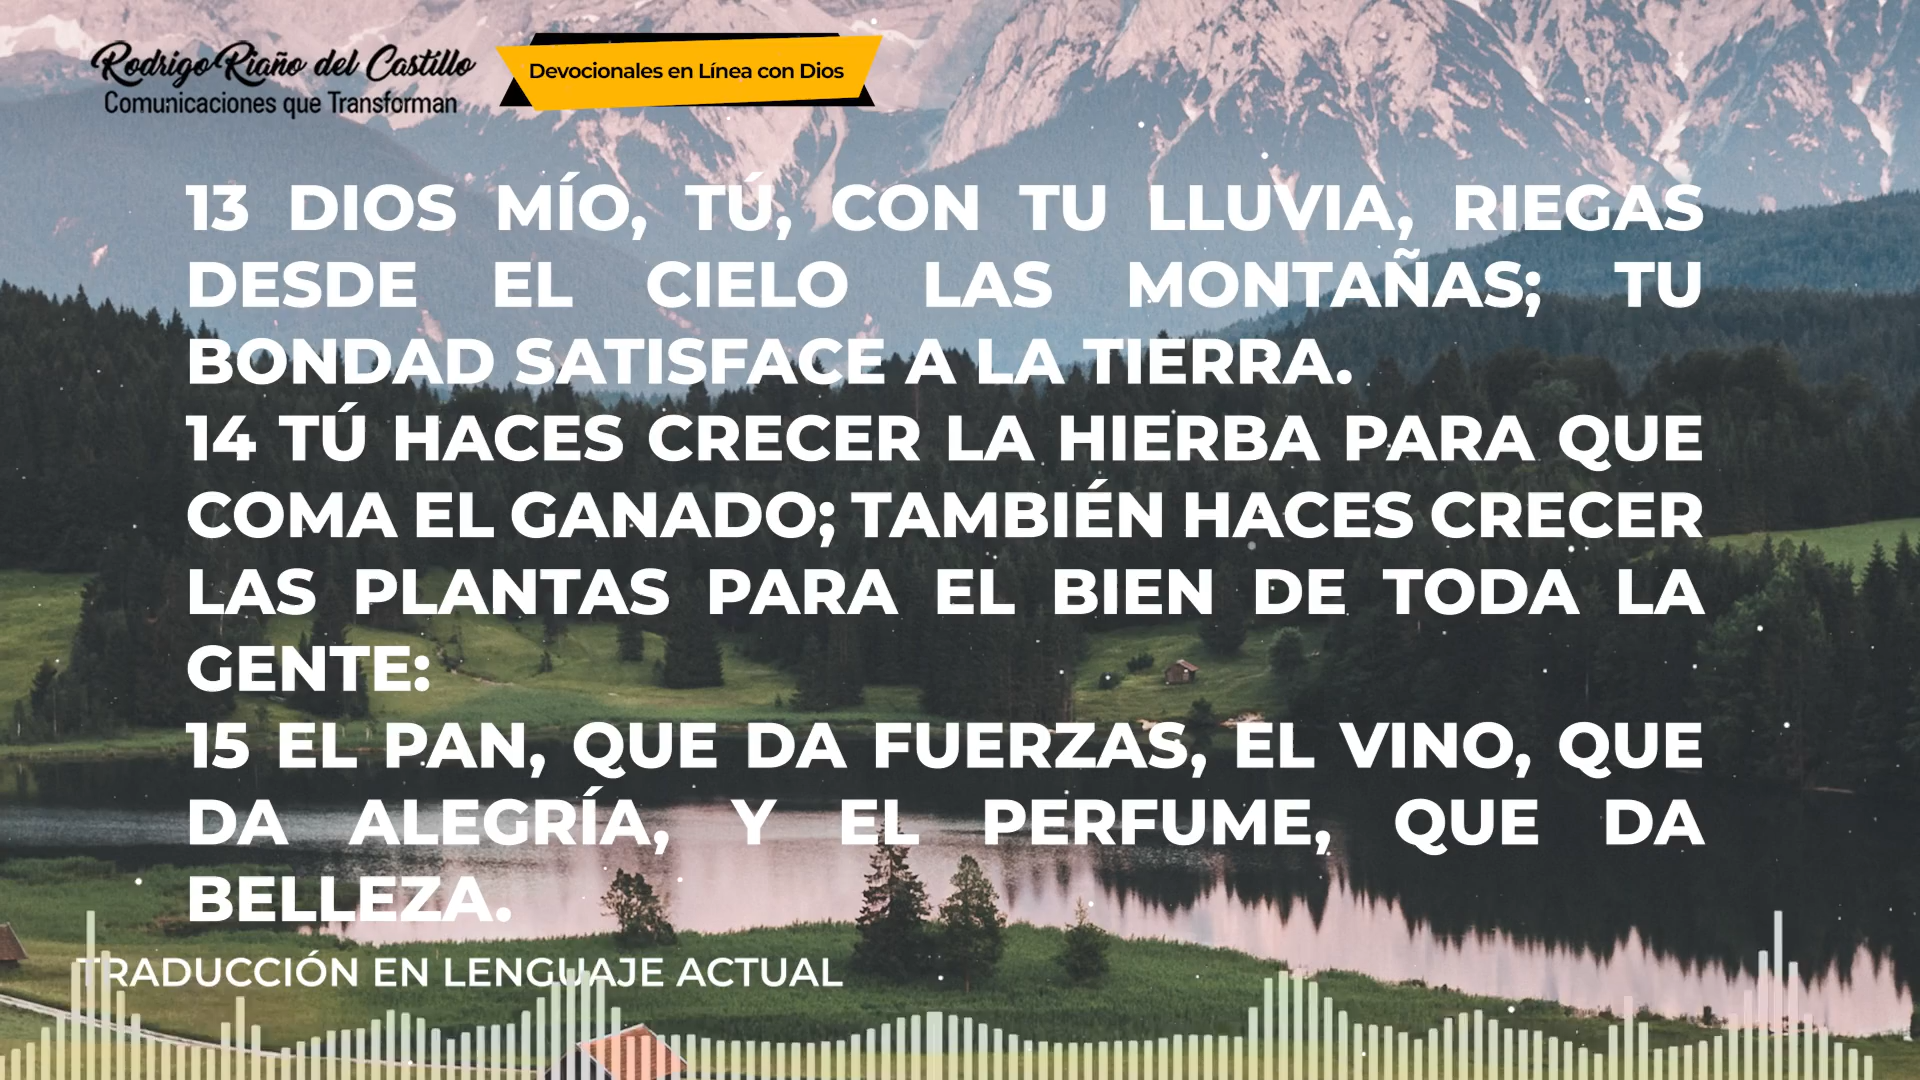 Rodrigo Riaño del Castillo
Comunicaciones que Transforman
Devocionales en Línea con Dios
13 DIOS MÍO, TÚ, CON TU LLUVIA, RIEGAS
DESDE EL CIELO LAS MONTAÑAS; TU
BONDAD SATISFACE A LA TIERRA.
14 TÚ HACES CRECER LA HIERBA PARA QUE
COMA EL GANADO; TAMBIÉN HACES CRECER
LAS PLANTAS PARA EL BIEN DE TODA LA
GENTE:
15 EL PAN, QUE DA FUERZAS, EL VINO, QUE
DA ALEGRÍA, Y EL PERFUME, QUE DA
BELLEZA.
TRADUCCIÓN EN LENGUAJE ACTUAL